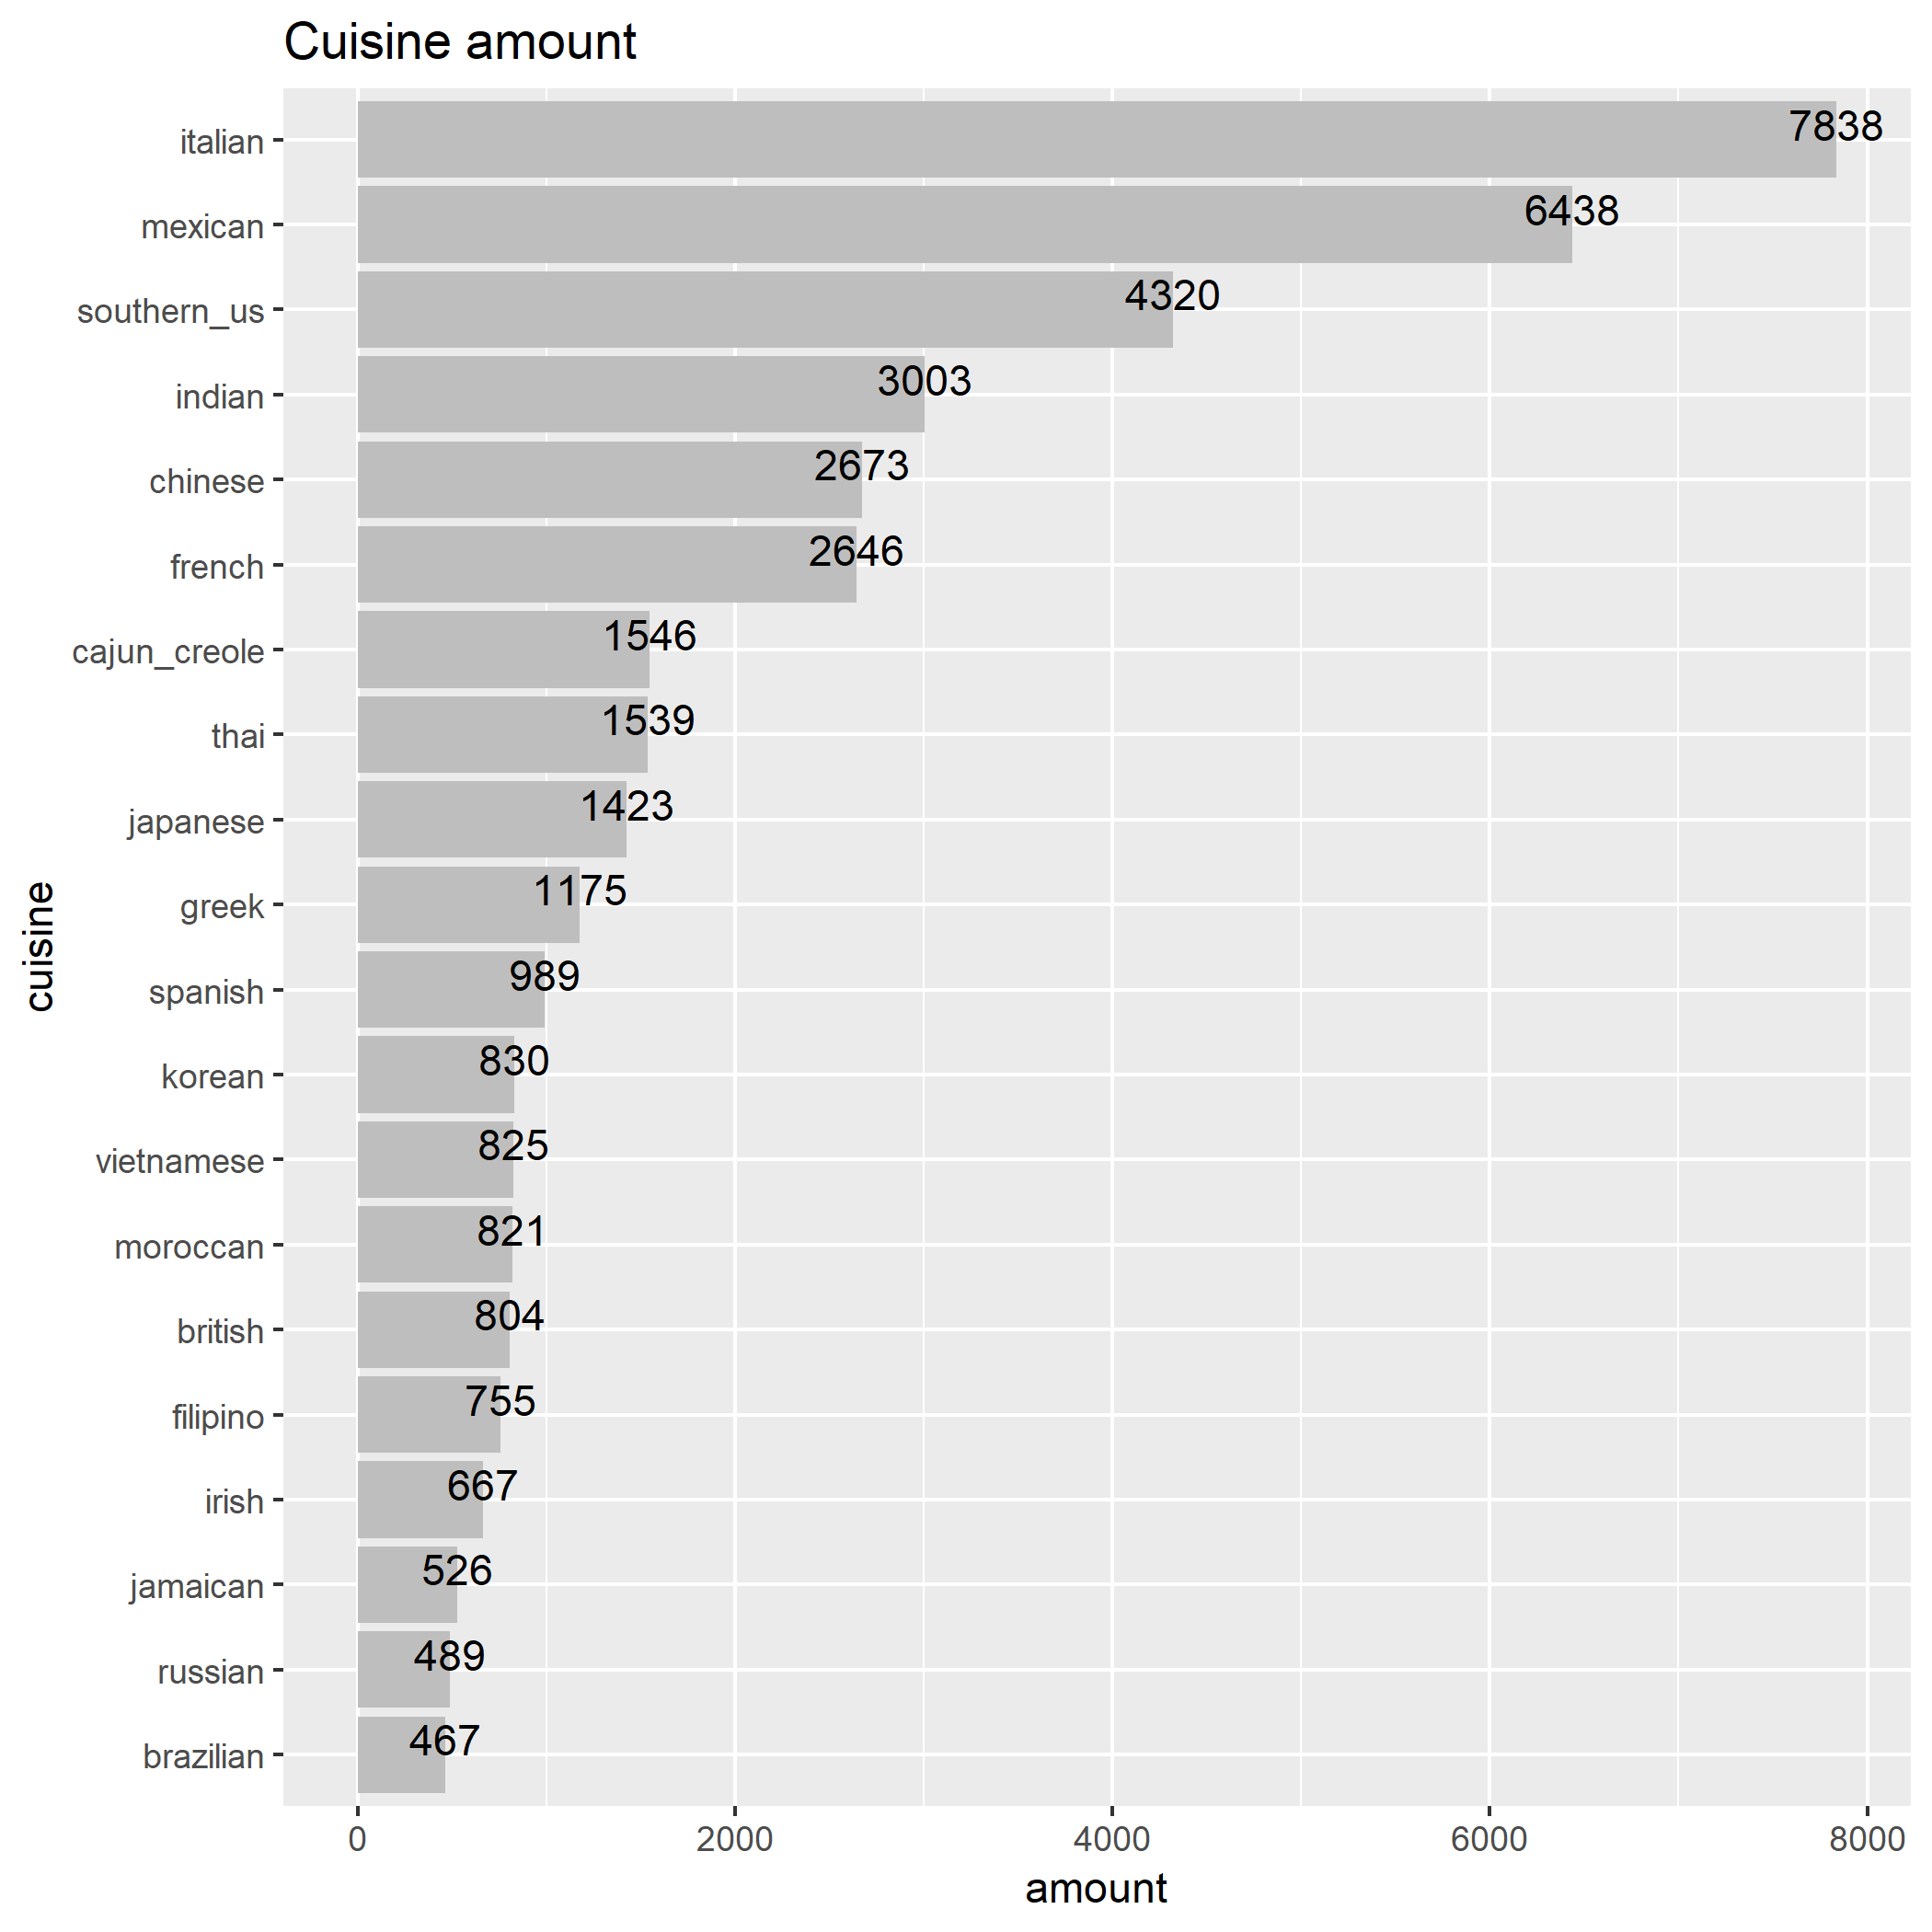 Cuisine amount
italian 7838
mexican 6438
southern_us 4320
indian 3003
chinese 2673
french 2646
cajun_creole 1546
thai 1539
japanese 1423
greek 1175
spanish 989
korean 830
vietnamese 825
moroccan 821
british 804
filipino 755
irish 667
jamaican 526
russian 489
brazilian 467
cuisine
0 2000 4000 6000 8000
amount